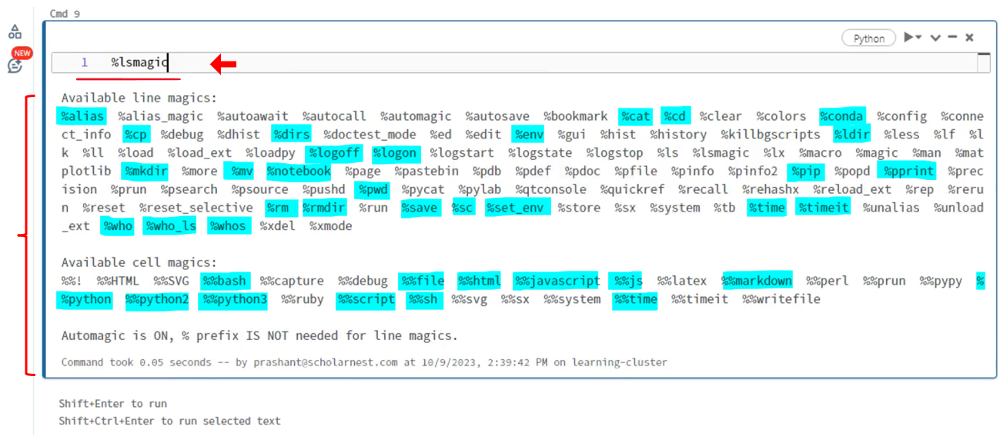 Cmd 9
Python
NEW
1 %lsmagic
Available line magics:
%alias %alias_magic %autoawait %autocall %automagic %autosave %bookmark %cat %cd %clear %colors %conda %config %conne
ct_info %cp %debug %dhist %dirs %doctest_mode %ed %edit %env %gui %hist %history %killbgscripts %ldir %less %lf %l
k %ll %load %load_ext %loadpy %logoff %logon %logstart %logstate %logstop %ls %lsmagic %lx %macro %magic %man %mat
plotlib %mkdir %more %mv %notebook %page %pastebin %pdb %pdef %pdoc %pfile %pinfo %pinfo2 %pip %popd %pprint %prec
ision %prun %psearch %psource %pushd %pwd %pycat %pylab %qtconsole %quickref %recall %rehashx %reload_ext %rep %reru
n %reset %reset_selective %rm %rmdir %run %save %sc %set_env %store %sx %system %tb %time %timeit %unalias %unload
_ext %who %who_ls %whos %xdel %xmode
Available cell magics:
%%! %%HTML %%SVG %%bash %%capture %%debug %%file %%html %%javascript %%js %%latex %%markdown %%perl %%prun %%pypy %
%python %%python2 %%python3 %%ruby %%script %%sh %%svg %%sx %%system %%time %%timeit %%writefile
Automagic is ON, % prefix IS NOT needed for line magics.
Command took 0.05 seconds -- by prashant@scholarnest.com at 10/9/2023, 2:39:42 PM on learning-cluster
Shift+Enter to run
Shift+Ctrl+Enter to run selected text